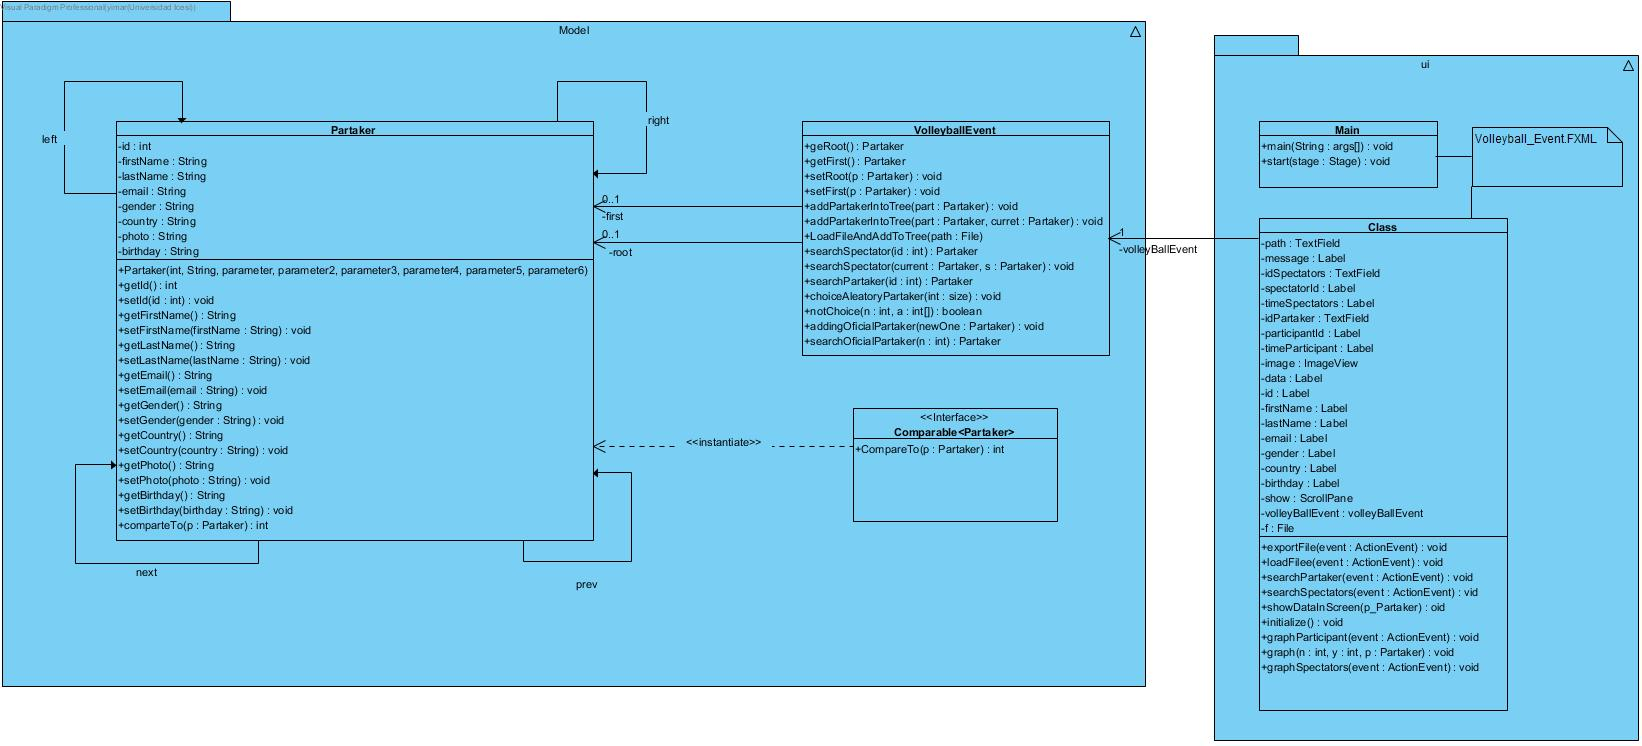 Visual Paradigm Professional(yimar(Universidad Icesi))
Model
left
right
Partaker
-id : int
-firstName : String
-lastName : String
-email : String
-gender : String
-country : String
-photo : String
-birthday : String
+Partaker(int, String, parameter, parameter2, parameter3, parameter4, parameter5, parameter6)
+getId() : int
+setId(id : int) : void
+getFirstName() : String
+setFirstName(firstName : String) : void
+getLastName() : String
+setLastName(lastName : String) : void
+getEmail() : String
+setEmail(email : String) : void
+getGender() : String
+setGender(gender : String) : void
+getCountry() : String
+setCountry(country : String) : void
+getPhoto() : String
+setPhoto(photo : String) : void
+getBirthday() : String
+setBirthday(birthday : String) : void
+comparteTo(p : Partaker) : int
next
prev
0..1
-first
0..1
-root
VolleyballEvent
+geRoot() : Partaker
+getFirst() : Partaker
+setRoot(p : Partaker) : void
+setFirst(p : Partaker) : void
+addPartakerIntoTree(part : Partaker) : void
+addPartakerIntoTree(part : Partaker, curret : Partaker) : void
+LoadFileAndAddToTree(path : File)
+searchSpectator(id : int) : Partaker
+searchSpectator(current : Partaker, s : Partaker) : void
+searchPartaker(id : int) : Partaker
+choiceAleatoryPartaker(int : size) : void
+notChoice(n : int, a : int[]) : boolean
+addingOficialPartaker(newOne : Partaker) : void
+searchOficialPartaker(n : int) : Partaker
<<instantiate>>
<<Interface>>
Comparable<Partaker>
+CompareTo(p : Partaker) : int
1
-volleyBallEvent
ui
Main
+main(String : args[]) : void
+start(stage : Stage) : void
Volleyball_Event.FXML
Class
-path : TextField
-message : Label
-idSpectators : TextField
-spectatorId : Label
-timeSpectators : Label
-idPartaker : TextField
-participantId : Label
-timeParticipant : Label
-image : ImageView
-data : Label
-id : Label
-firstName : Label
-lastName : Label
-email : Label
-gender : Label
-country : Label
-birthday : Label
-show : ScrollPane
-volleyBallEvent : volleyBallEvent
-f : File
+exportFile(event : ActionEvent) : void
+loadFilee(event : ActionEvent) : void
+searchPartaker(event : ActionEvent) : void
+searchSpectators(event : ActionEvent) : vid
+showDataInScreen(p_Partaker) : oid
+initialize() : void
+graphParticipant(event : ActionEvent) : void
+graph(n : int, y : int, p : Partaker) : void
+graphSpectators(event : ActionEvent) : void